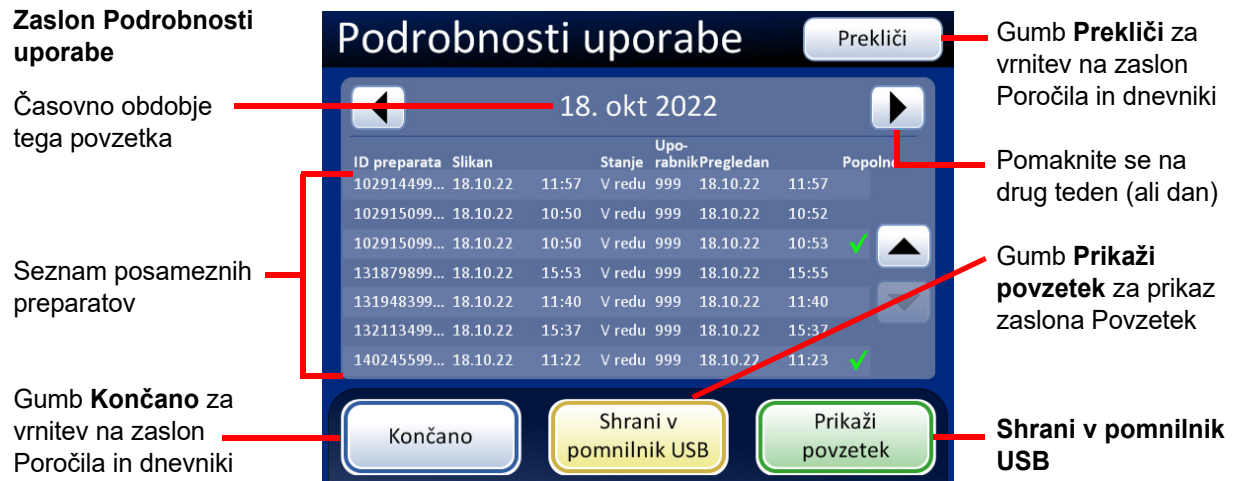 Zaslon Podrobnosti
uporabe
Časovno obdobje
tega povzetka
Seznam posameznih
preparatov
Gumb Končano za
vrnitev na zaslon
Poročila in dnevniki
Podrobnosti uporabe
Prekliči
18. okt 2022
ID preparata Slikan Stanje Upo-
rabnik Pregledan Popolno
102914499... 18.10.22 11:57 V redu 999 18.10.22 11:57
102915099... 18.10.22 10:50 V redu 999 18.10.22 10:52
102915099... 18.10.22 10:50 V redu 999 18.10.22 10:53 ✓
131879899... 18.10.22 15:53 V redu 999 18.10.22 15:55
131948399... 18.10.22 11:40 V redu 999 18.10.22 11:40
132113499... 18.10.22 15:37 V redu 999 18.10.22 15:37
140245599... 18.10.22 11:22 V redu 999 18.10.22 11:23 ✓
Končano
Shrani v
pomnilnik USB
Prikaži
povzetek
Gumb Prekliči za
vrnitev na zaslon
Poročila in dnevniki
Pomaknite se na
drug teden (ali dan)
Gumb Prikaži
povzetek za prikaz
zaslona Povzetek
Shrani v pomnilnik
USB